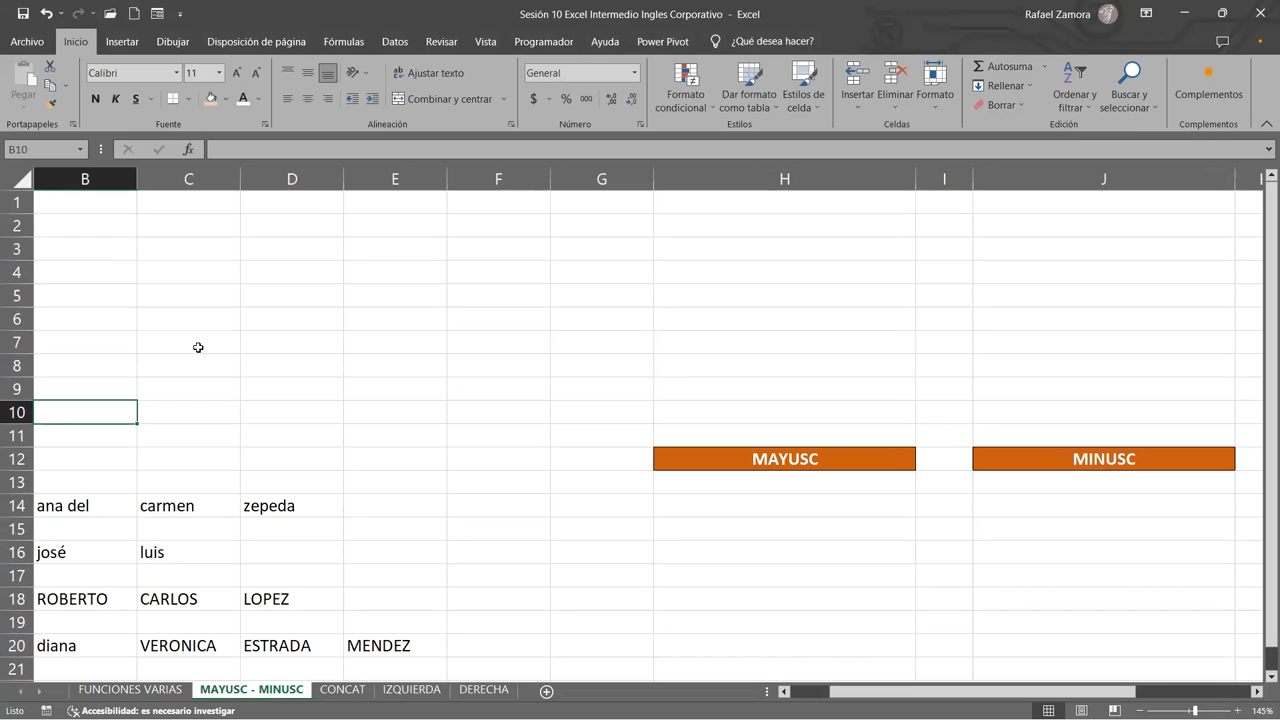 Sesión 10 Excel Intermedio Ingles Corporativo - Excel
Rafael Zamora
Archivo Inicio Insertar Dibujar Disposición de página Fórmulas Datos Revisar Vista Programador Ayuda Power Pivot ¿Qué desea hacer?
Pegar
Calibri 11
N K S
Ajustar texto
Combinar y centrar
General
$ % 000
Formato condicional
Dar formato como tabla
Estilos de celda
Insertar Eliminar Formato
Autosuma
Rellenar
Borrar
Ordenar y filtrar
Buscar y seleccionar
Complementos
Portapapeles Fuente Alineación Número Estilos Celdas Edición Complementos
B10 fx
B C D E F G H I J
1
2
3
4
5
6
7
8
9
10
11
12 MAYUSC MINUSC
13
14 ana del carmen zepeda
15
16 josé luis
17
18 ROBERTO CARLOS LOPEZ
19
20 diana VERONICA ESTRADA MENDEZ
21
FUNCIONES VARIAS MAYUSC - MINUSC CONCAT IZQUIERDA DERECHA
Listo Accesibilidad: es necesario investigar 145%